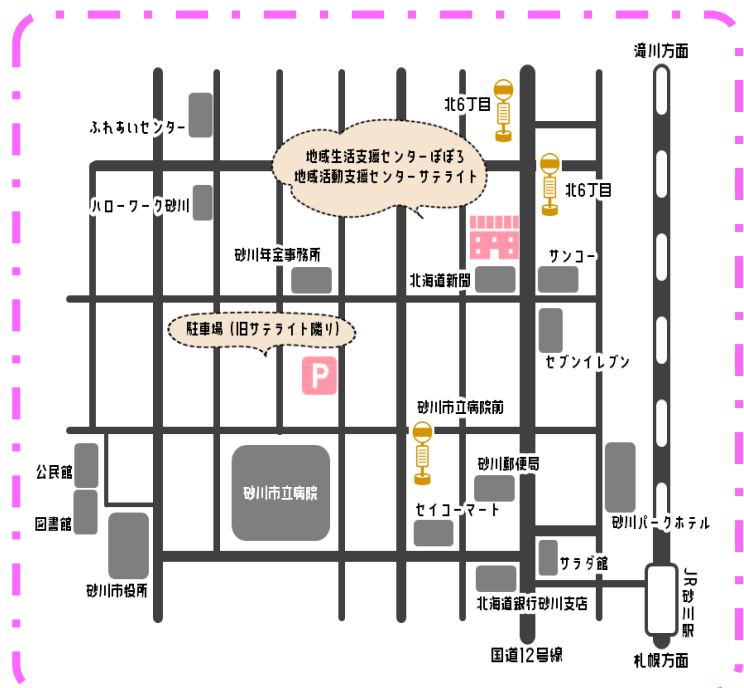 滝川方面
北6丁目
ふれあいセンター
地域生活支援センターぽぽろ
地域活動支援センターサテライト
北6丁目
ハローワーク砂川
砂川年金事務所
サンコー
北海道新聞
駐車場（旧サテライト隣り）
セブンイレブン
P
砂川市立病院前
砂川郵便局
公民館
砂川市立病院
セイコーマート
図書館
砂川パークホテル
サラダ館
砂川市役所
北海道銀行砂川支店
JR砂川駅
国道12号線
札幌方面